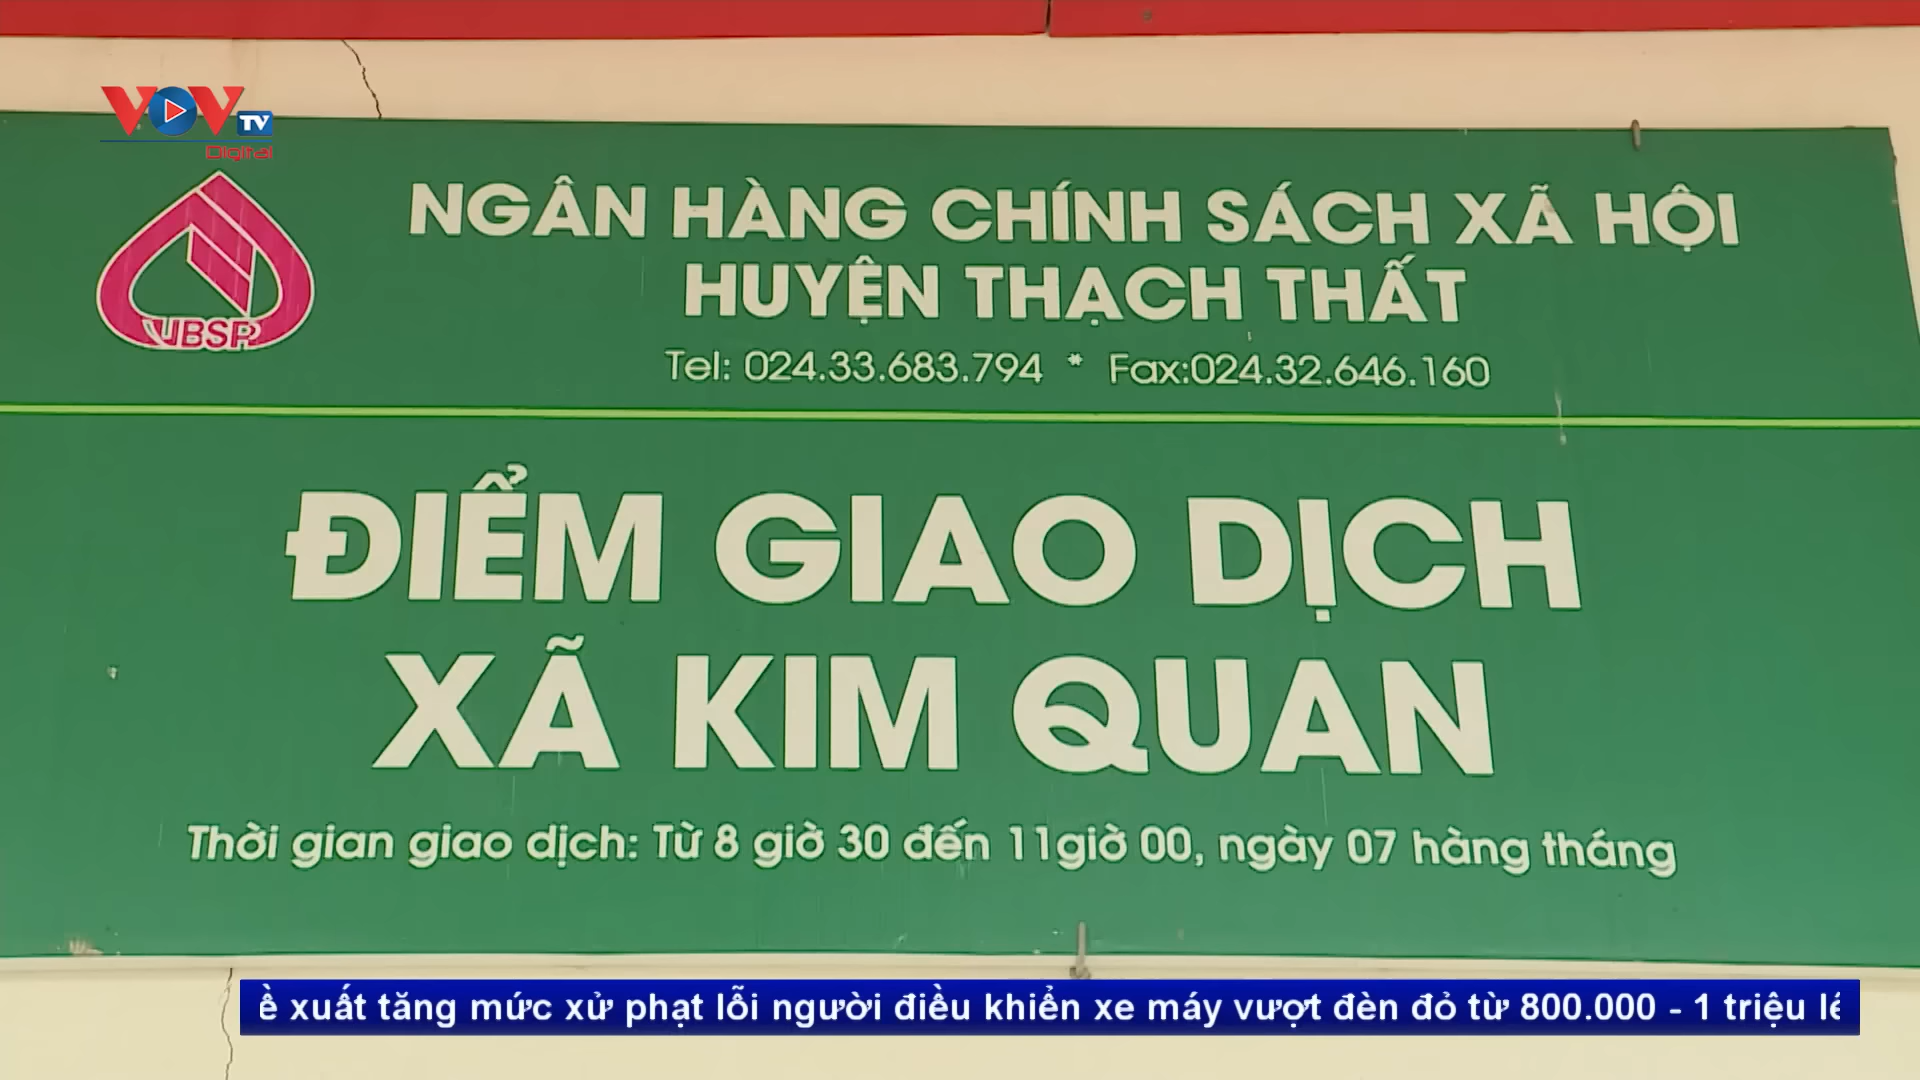 VOV TV
Digital
NGÂN HÀNG CHÍNH SÁCH XÃ HỘI
HUYỆN THẠCH THẤT
VBSP
Tel: 024.33.683.794 * Fax:024.32.646.160
ĐIỂM GIAO DỊCH
XÃ KIM QUAN
Thời gian giao dịch: Từ 8 giờ 30 đến 11giờ 00, ngày 07 hàng tháng
ề xuất tăng mức xử phạt lỗi người điều khiển xe máy vượt đèn đỏ từ 800.000 - 1 triệu